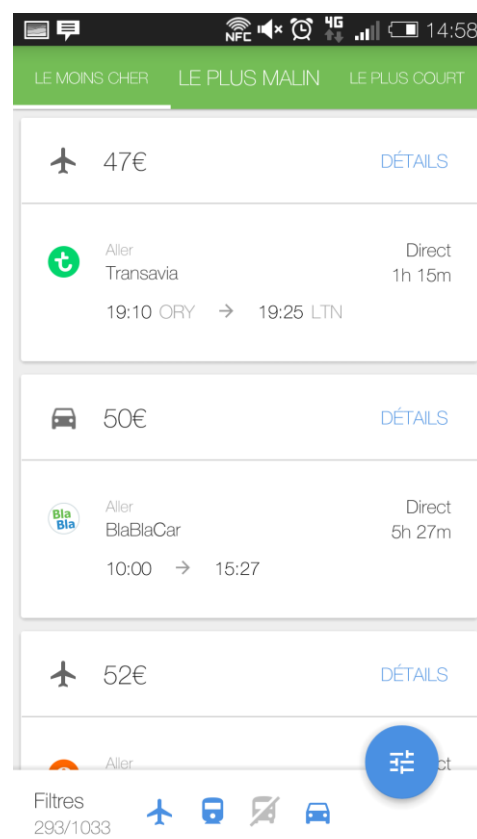 NFC 4G 14:58
LE MOINS CHER LE PLUS MALIN LE PLUS COURT
47€ DÉTAILS
Aller Direct
Transavia 1h 15m
19:10 ORY → 19:25 LTN
50€ DÉTAILS
Bla
Bla
Aller Direct
BlaBlaCar 5h 27m
10:00 → 15:27
52€ DÉTAILS
Aller
Filtres
293/1033